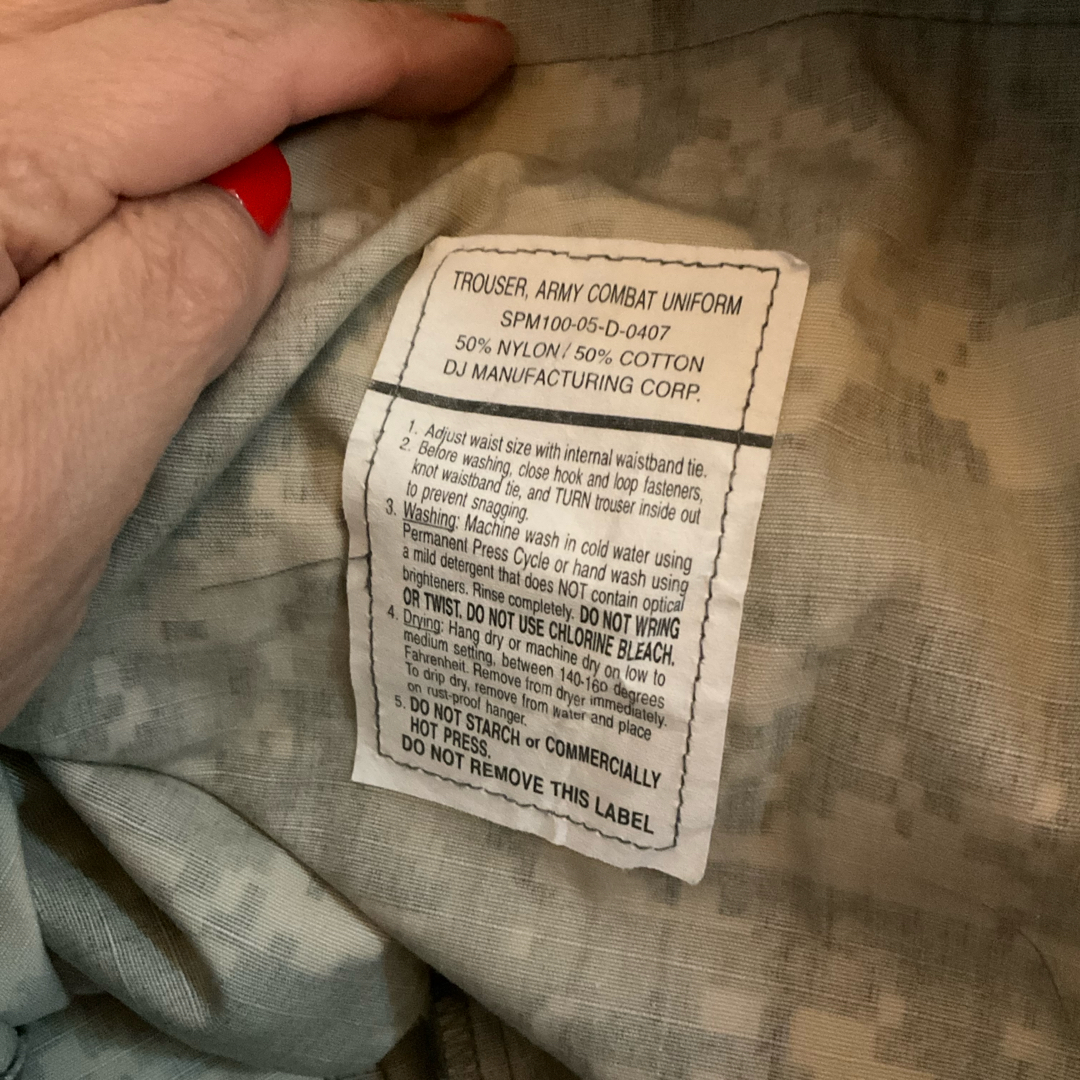 TROUSER, ARMY COMBAT UNIFORM
SPM100-05-D-0407
50% NYLON / 50% COTTON
DJ MANUFACTURING CORP.
1. Adjust waist size with internal waistband tie.
2. Before washing, close hook and loop fasteners,
knot waistband tie, and TURN trouser inside out
to prevent snagging.
3. Washing: Machine wash in cold water using
Permanent Press Cycle or hand wash using
a mild detergent that does NOT contain optical
brighteners. Rinse completely. DO NOT WRING
OR TWIST. DO NOT USE CHLORINE BLEACH.
4. Drying: Hang dry or machine dry on low to
medium setting, between 140-160 degrees
Fahrenheit. Remove from dryer immediately.
To drip dry, remove from water and place
on rust-proof hanger.
5. DO NOT STARCH or COMMERCIALLY
HOT PRESS.
DO NOT REMOVE THIS LABEL